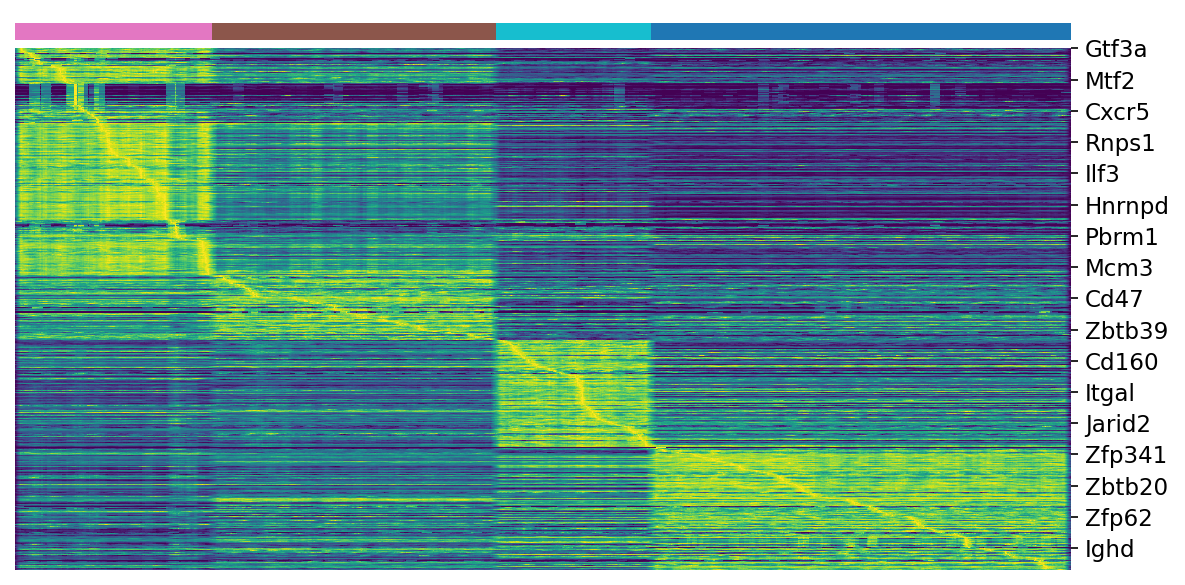 Gtf3a
Mtf2
Cxcr5
Rnps1
Ilf3
Hnrnpd
Pbrm1
Mcm3
Cd47
Zbtb39
Cd160
Itgal
Jarid2
Zfp341
Zbtb20
Zfp62
Ighd